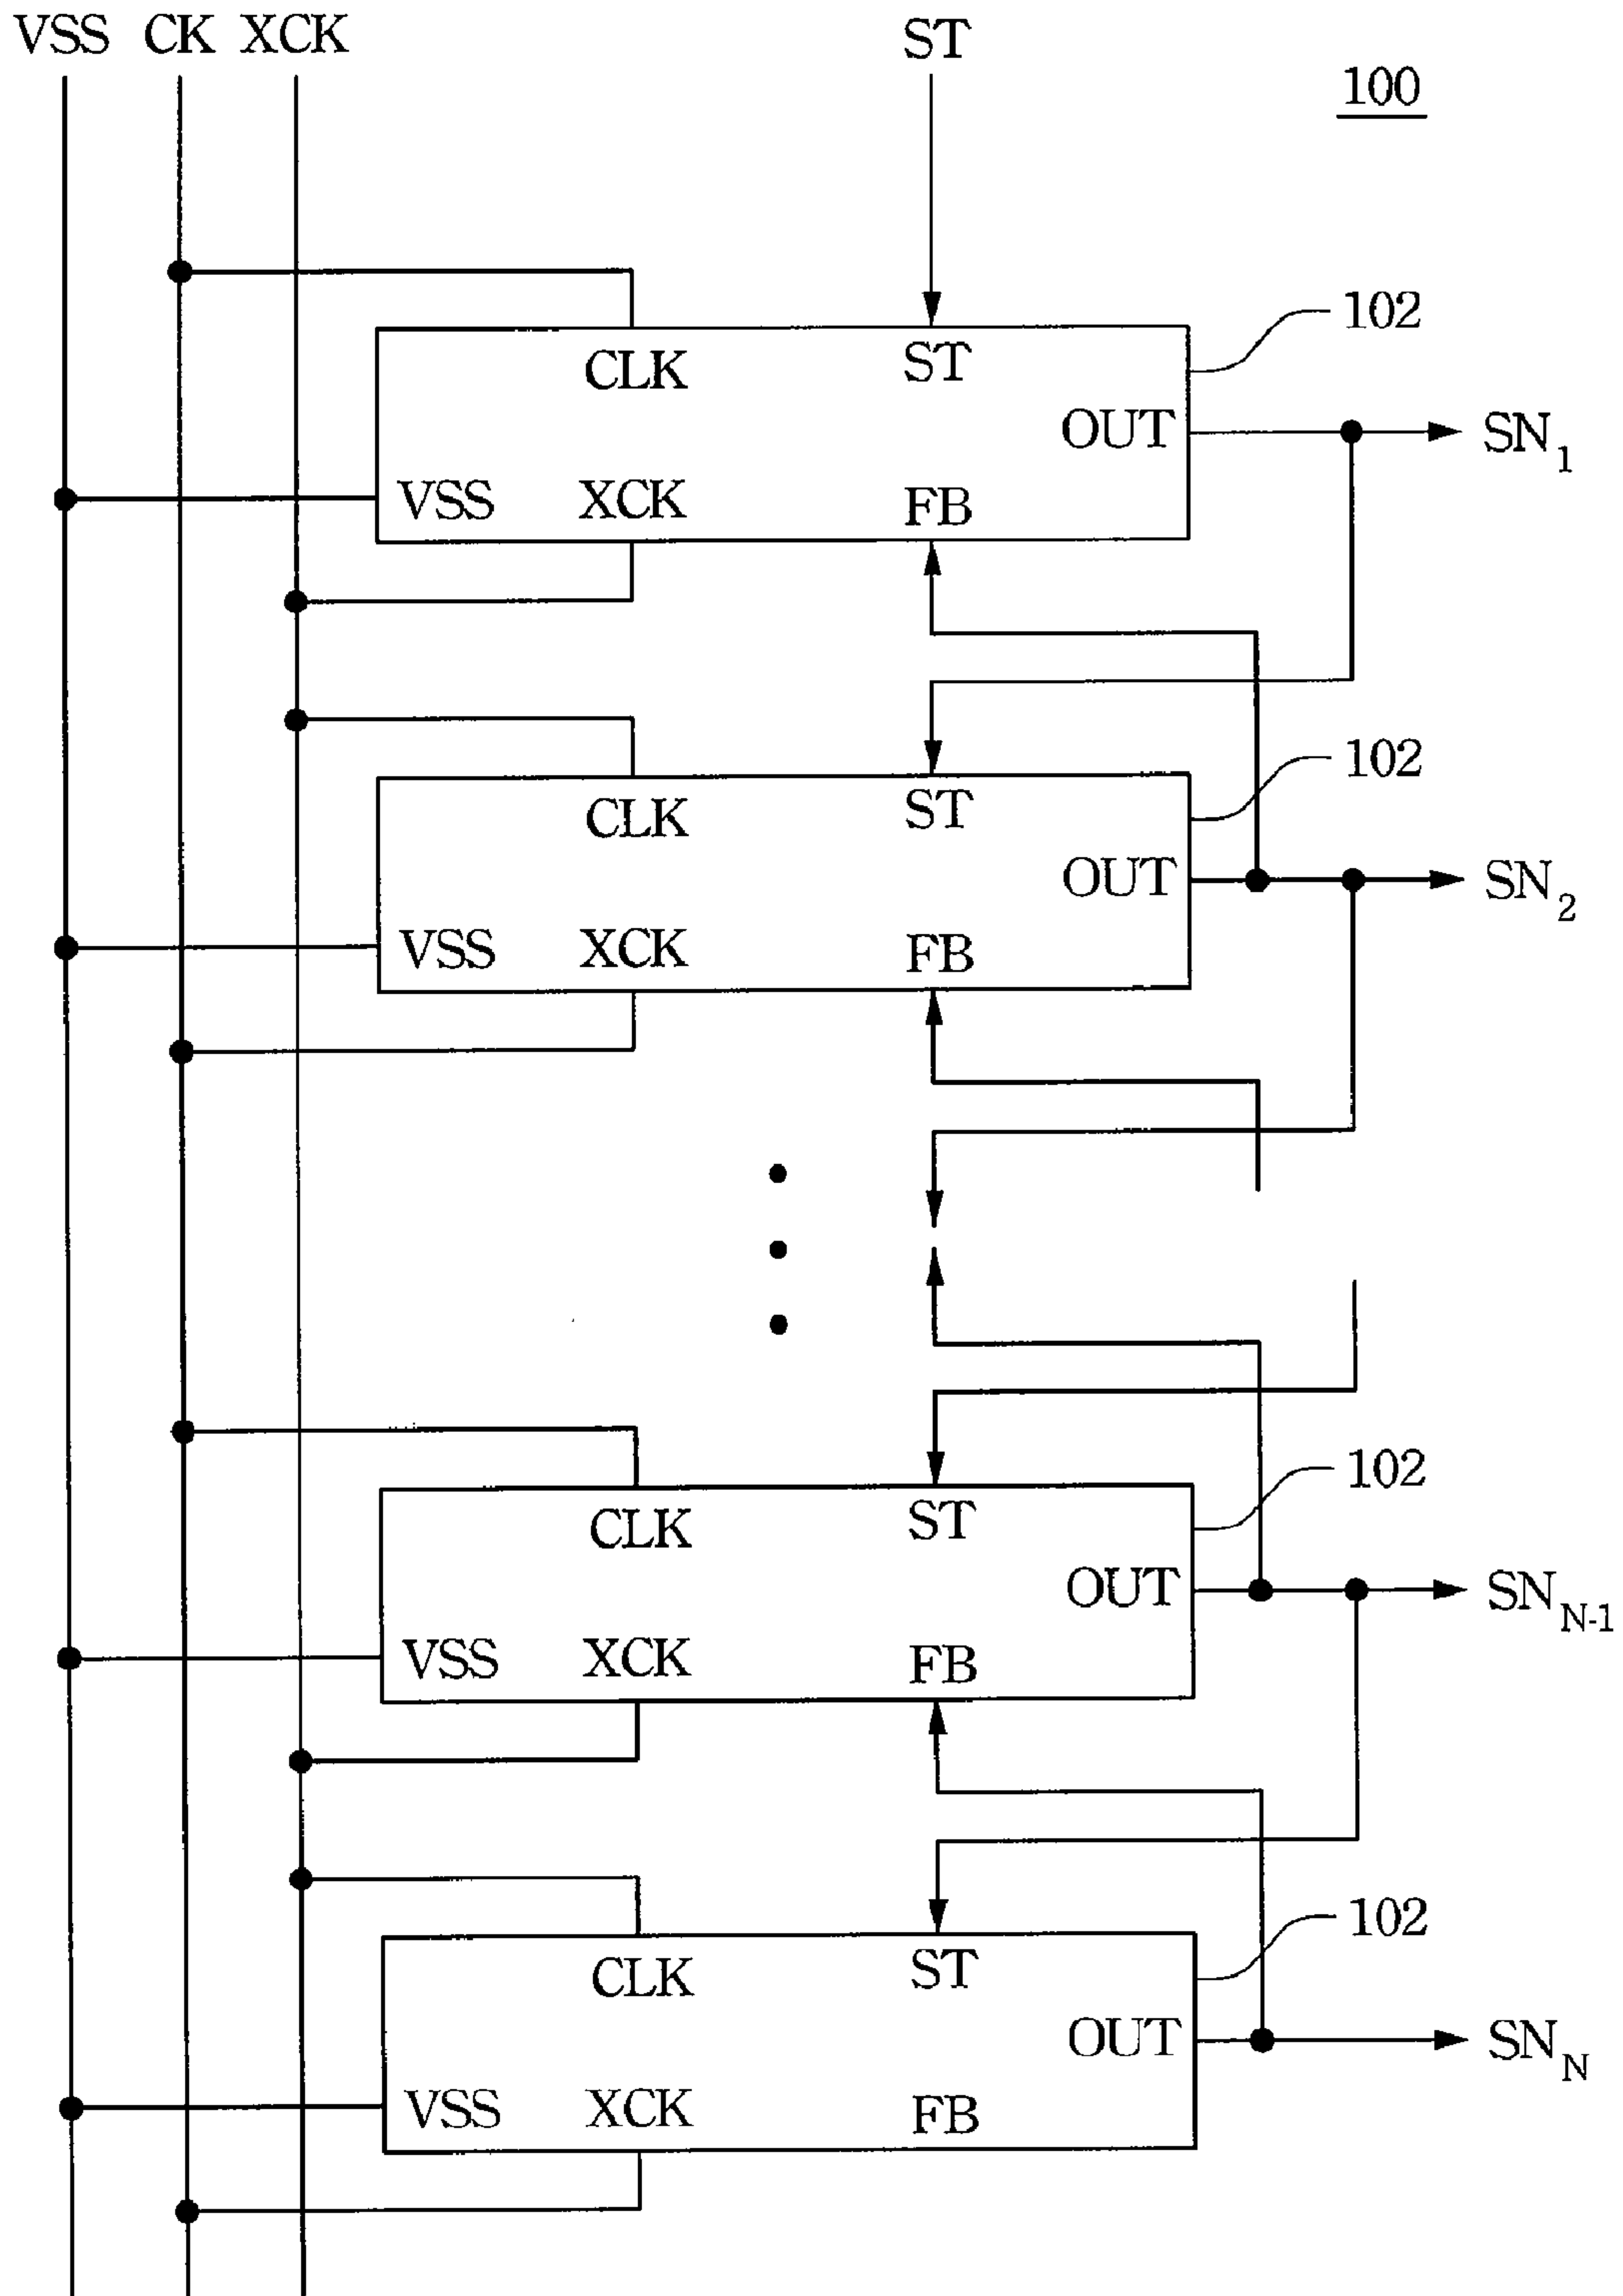 VSS CK XCK ST
100
102
CLK ST
OUT SN1
VSS XCK FB
102
CLK ST
OUT SN2
VSS XCK FB
102
CLK ST
OUT SNN-1
VSS XCK FB
102
CLK ST
OUT SNN
VSS XCK FB